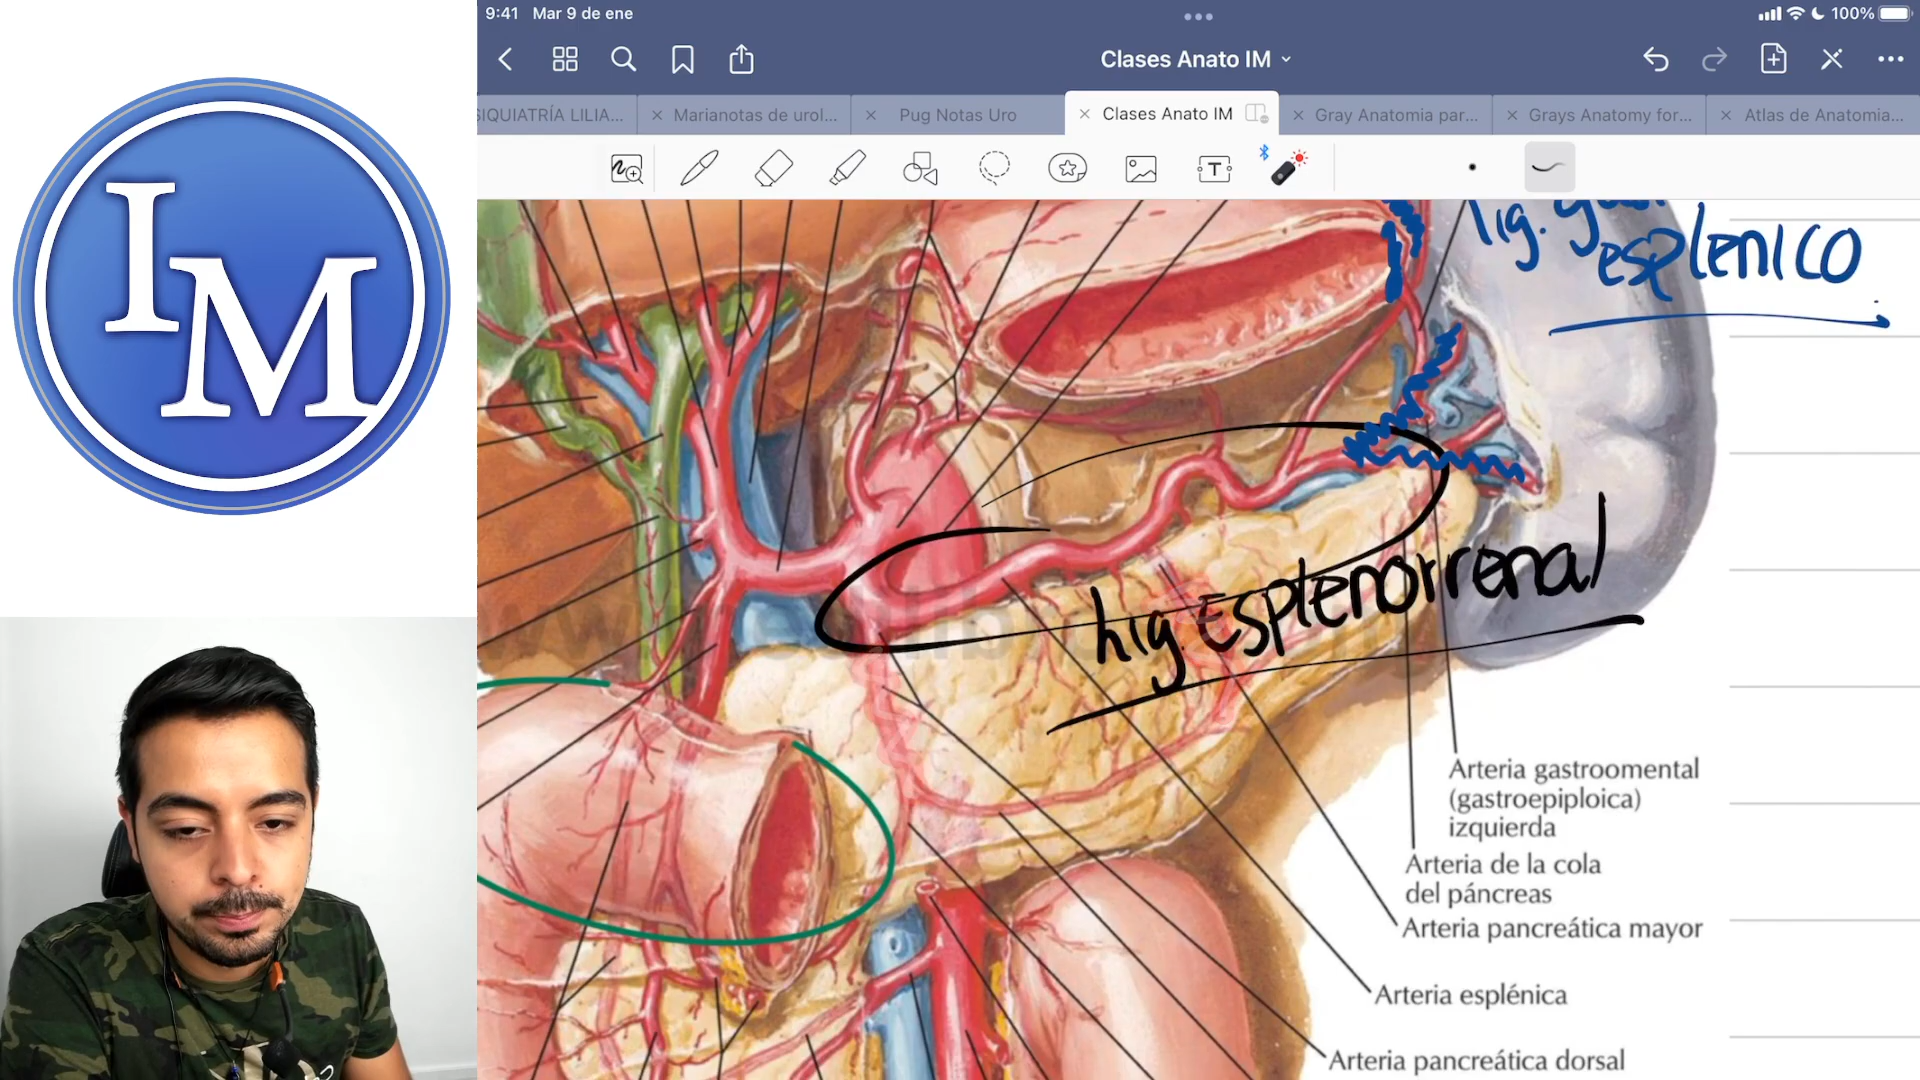 9:41 Mar 9 de ene
100%
Clases Anato IM
SIQUIATRÍA LILIA...
Marianotas de urol...
Pug Notas Uro
Clases Anato IM
Gray Anatomia par...
Grays Anatomy for...
Atlas de Anatomia...
IM
lig.
esplenico
lig. Esplenorrenal
Arteria gastroomental
(gastroepiploica)
izquierda
Arteria de la cola
del páncreas
Arteria pancreática mayor
Arteria esplénica
Arteria pancreática dorsal